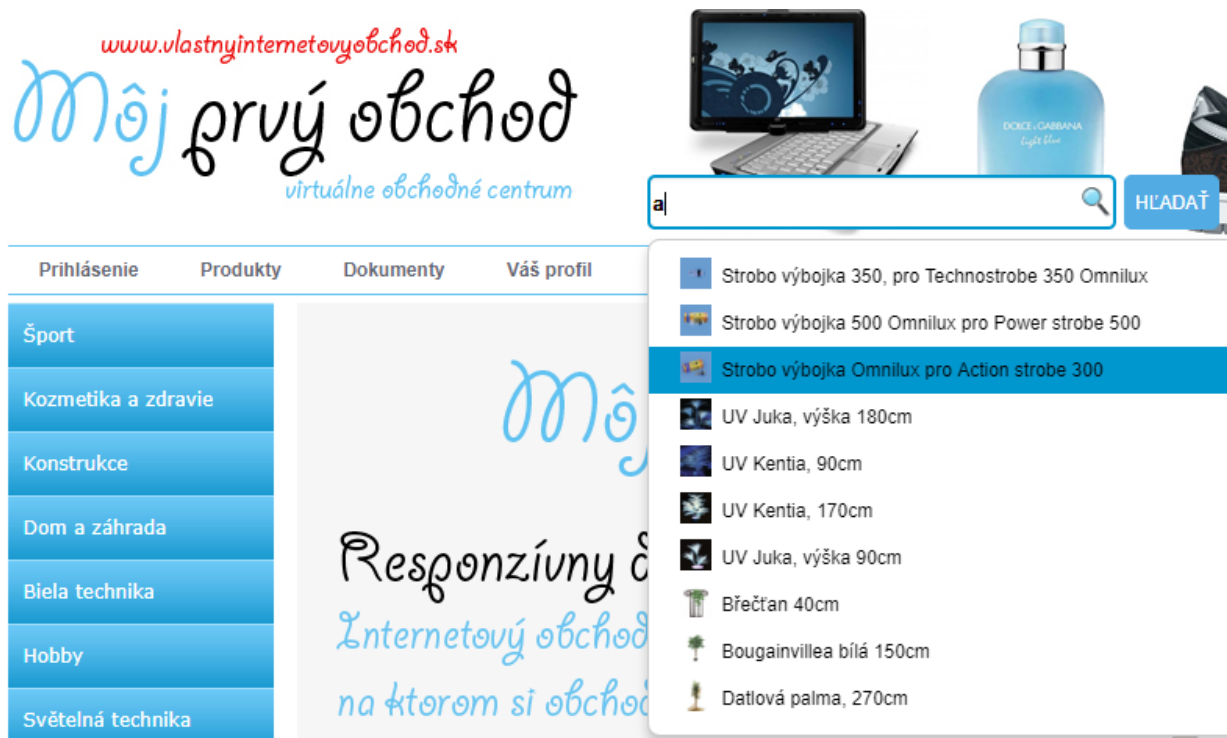 www.vlastnyinternetovyobchod.sk
Môj prvý obchod
virtuálne obchodné centrum
DOLCE & GABBANA
light blue
a
HĽADAŤ
Prihlásenie Produkty Dokumenty Váš profil
Šport
Kozmetika a zdravie
Konstrukce
Dom a záhrada
Biela technika
Hobby
Světelná technika
Mô
Responzívny
Internetový obchod
na ktorom si obchod
Strobo výbojka 350, pro Technostrobe 350 Omnilux
Strobo výbojka 500 Omnilux pro Power strobe 500
Strobo výbojka Omnilux pro Action strobe 300
UV Juka, výška 180cm
UV Kentia, 90cm
UV Kentia, 170cm
UV Juka, výška 90cm
Břečťan 40cm
Bougainvillea bílá 150cm
Datlová palma, 270cm